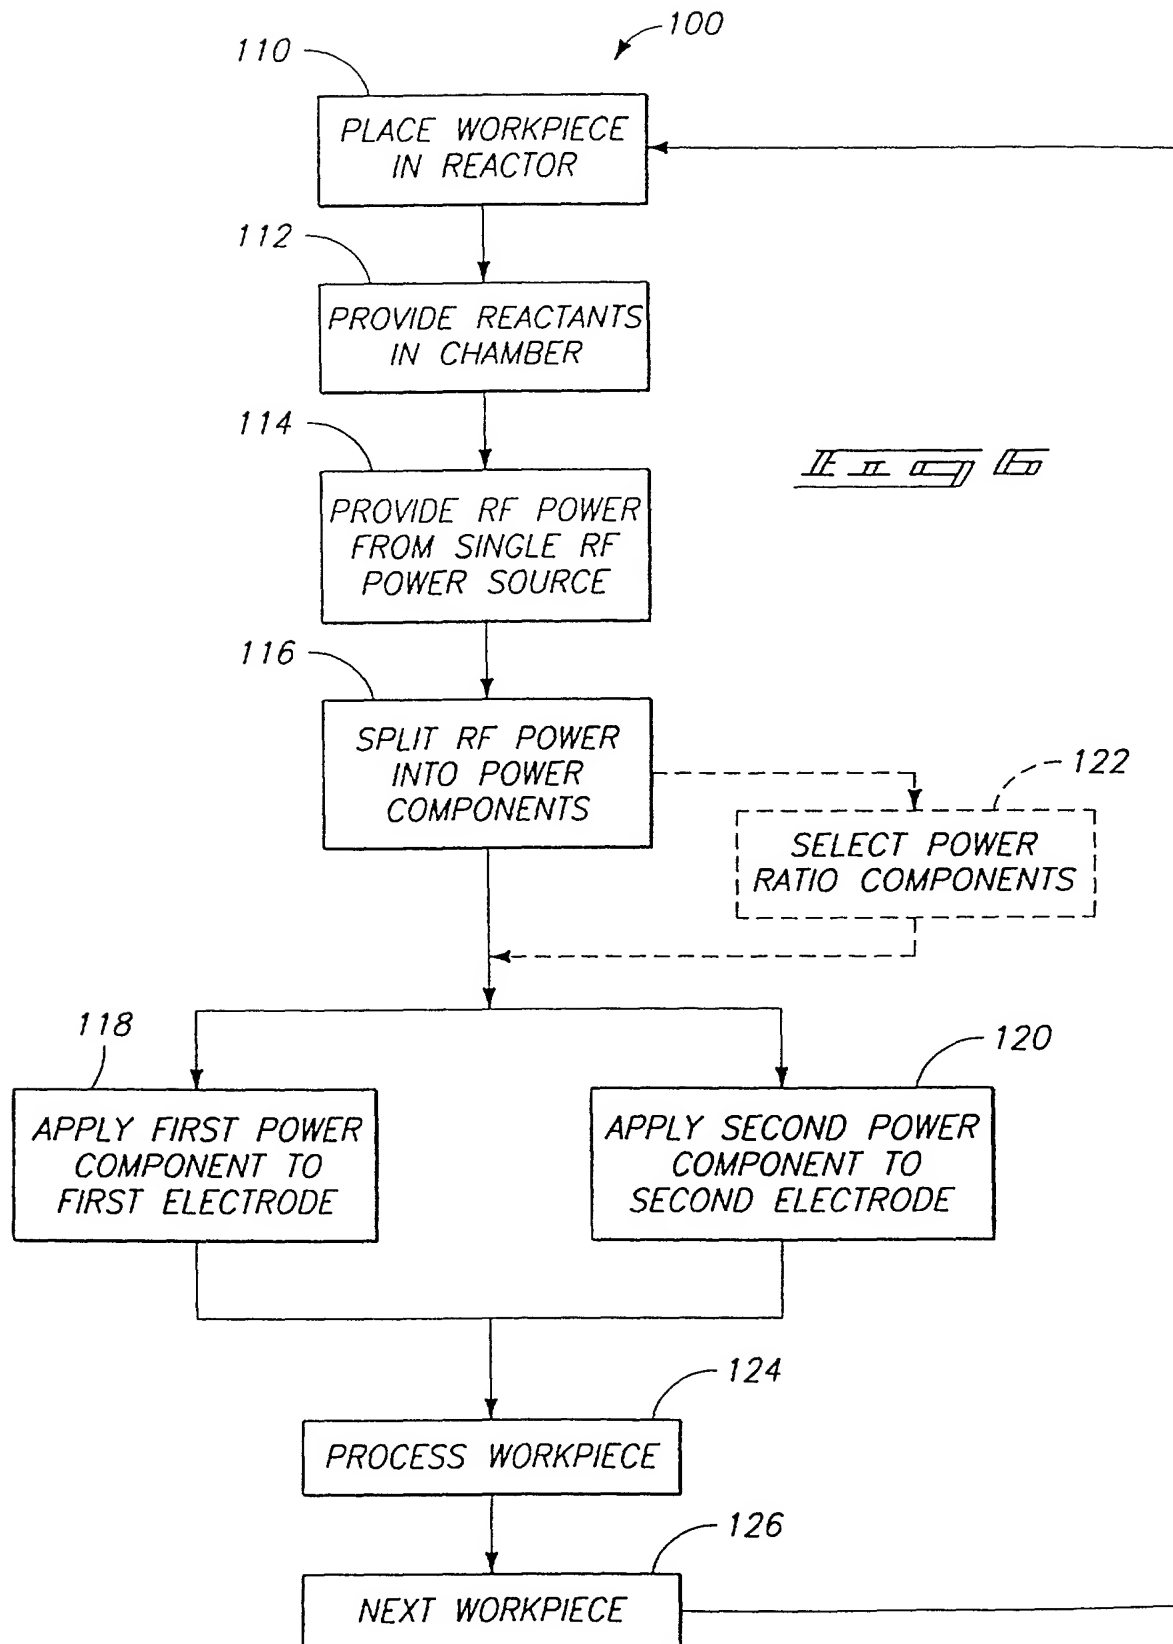 100
110
PLACE WORKPIECE
IN REACTOR
112
PROVIDE REACTANTS
IN CHAMBER
114
PROVIDE RF POWER
FROM SINGLE RF
POWER SOURCE
Fig 6
116
SPLIT RF POWER
INTO POWER
COMPONENTS
122
SELECT POWER
RATIO COMPONENTS
118
APPLY FIRST POWER
COMPONENT TO
FIRST ELECTRODE
120
APPLY SECOND POWER
COMPONENT TO
SECOND ELECTRODE
124
PROCESS WORKPIECE
126
NEXT WORKPIECE